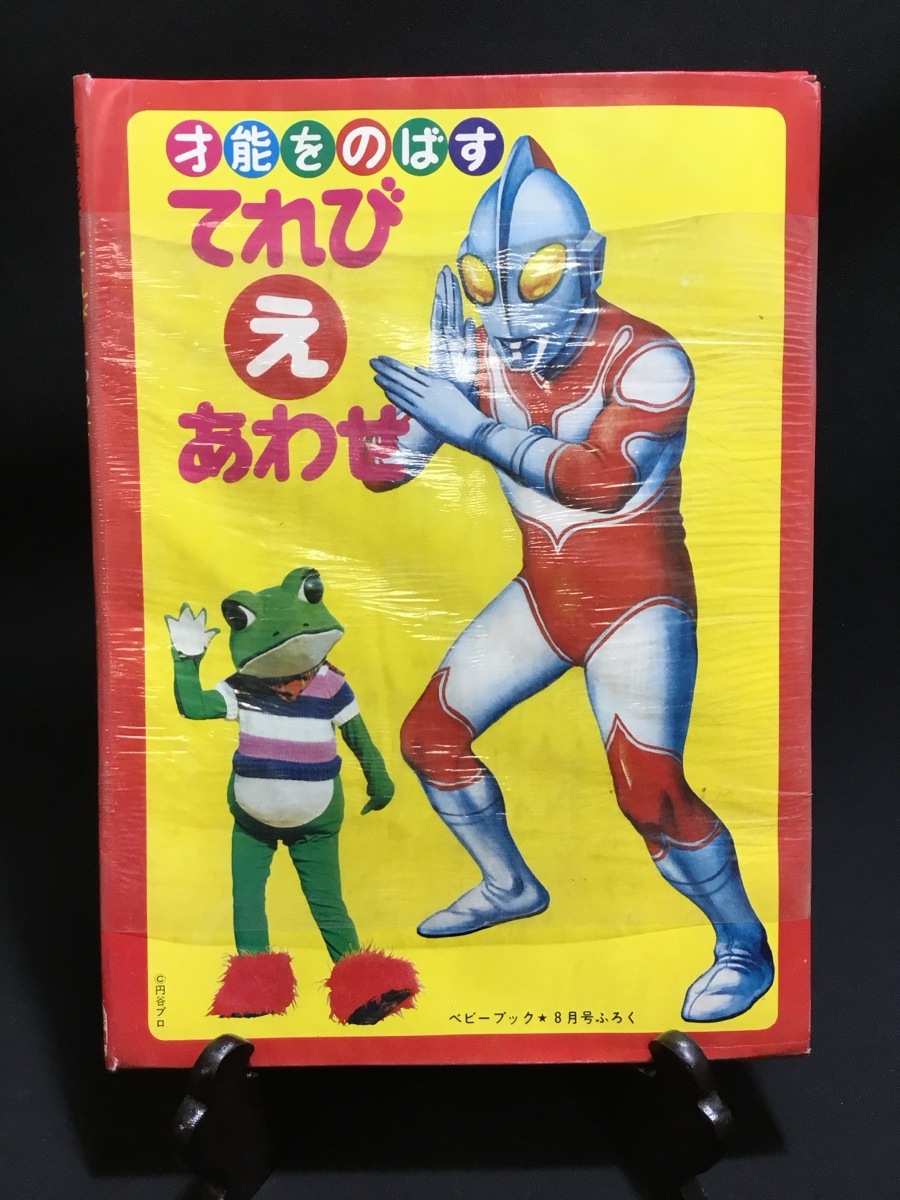 才能をのばす
てれび
え
あわせ
©円谷プロ
ベビーブック★8月号ふろく